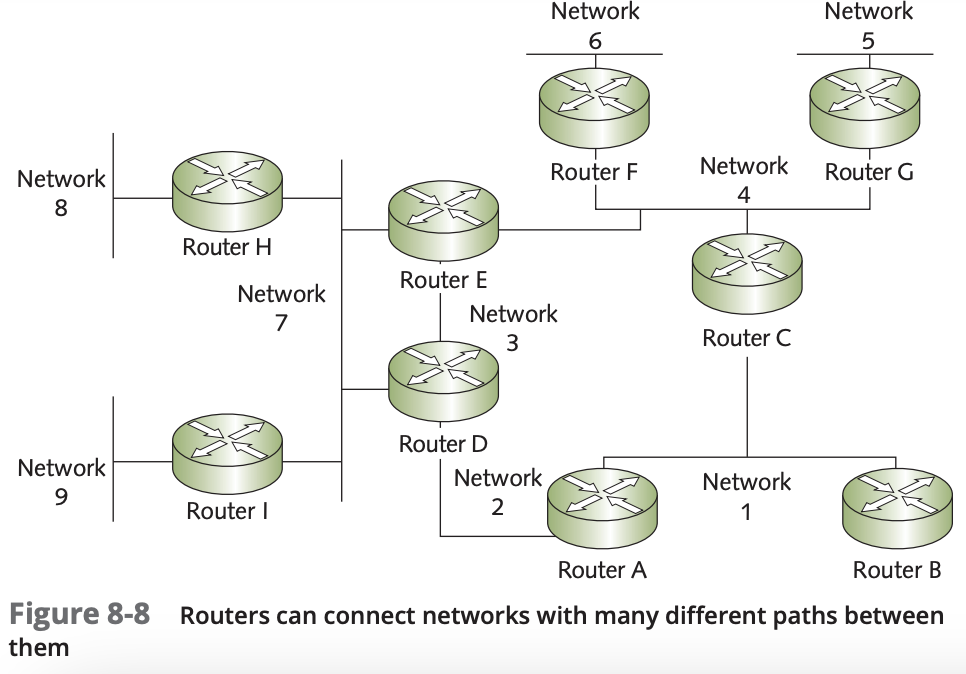 Network
6
Network
5
Router F
Network
4
Router G
Network
8
Router H
Router E
Network
7
Network
3
Router C
Router D
Network
9
Router I
Network
2
Network
1
Router A
Router B
Figure 8-8 Routers can connect networks with many different paths between
them